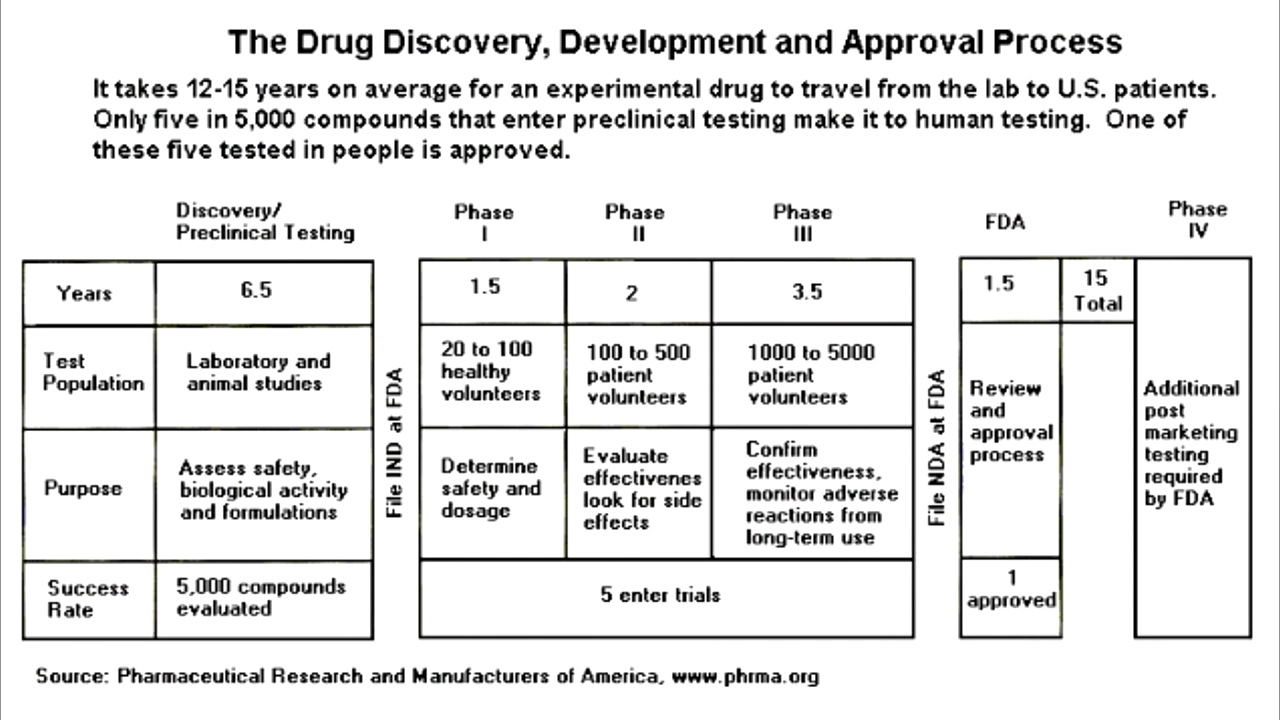 The Drug Discovery, Development and Approval Process
It takes 12-15 years on average for an experimental drug to travel from the lab to U.S. patients.
Only five in 5,000 compounds that enter preclinical testing make it to human testing. One of
these five tested in people is approved.
Discovery/
Preclinical Testing
Phase
I
Phase
II
Phase
III
FDA
Phase
IV
Years
6.5
1.5
2
3.5
1.5
15
Total
Test
Population
Laboratory and
animal studies
20 to 100
healthy
volunteers
100 to 500
patient
volunteers
1000 to 5000
patient
volunteers
File IND at FDA
File NDA at FDA
Review
and
approval
process
Additional
post
marketing
testing
required
by FDA
Purpose
Assess safety,
biological activity
and formulations
Determine
safety and
dosage
Evaluate
effectivenes
look for side
effects
Confirm
effectiveness,
monitor adverse
reactions from
long-term use
Success
Rate
5,000 compounds
evaluated
5 enter trials
1
approved
Source: Pharmaceutical Research and Manufacturers of America, www.phrma.org